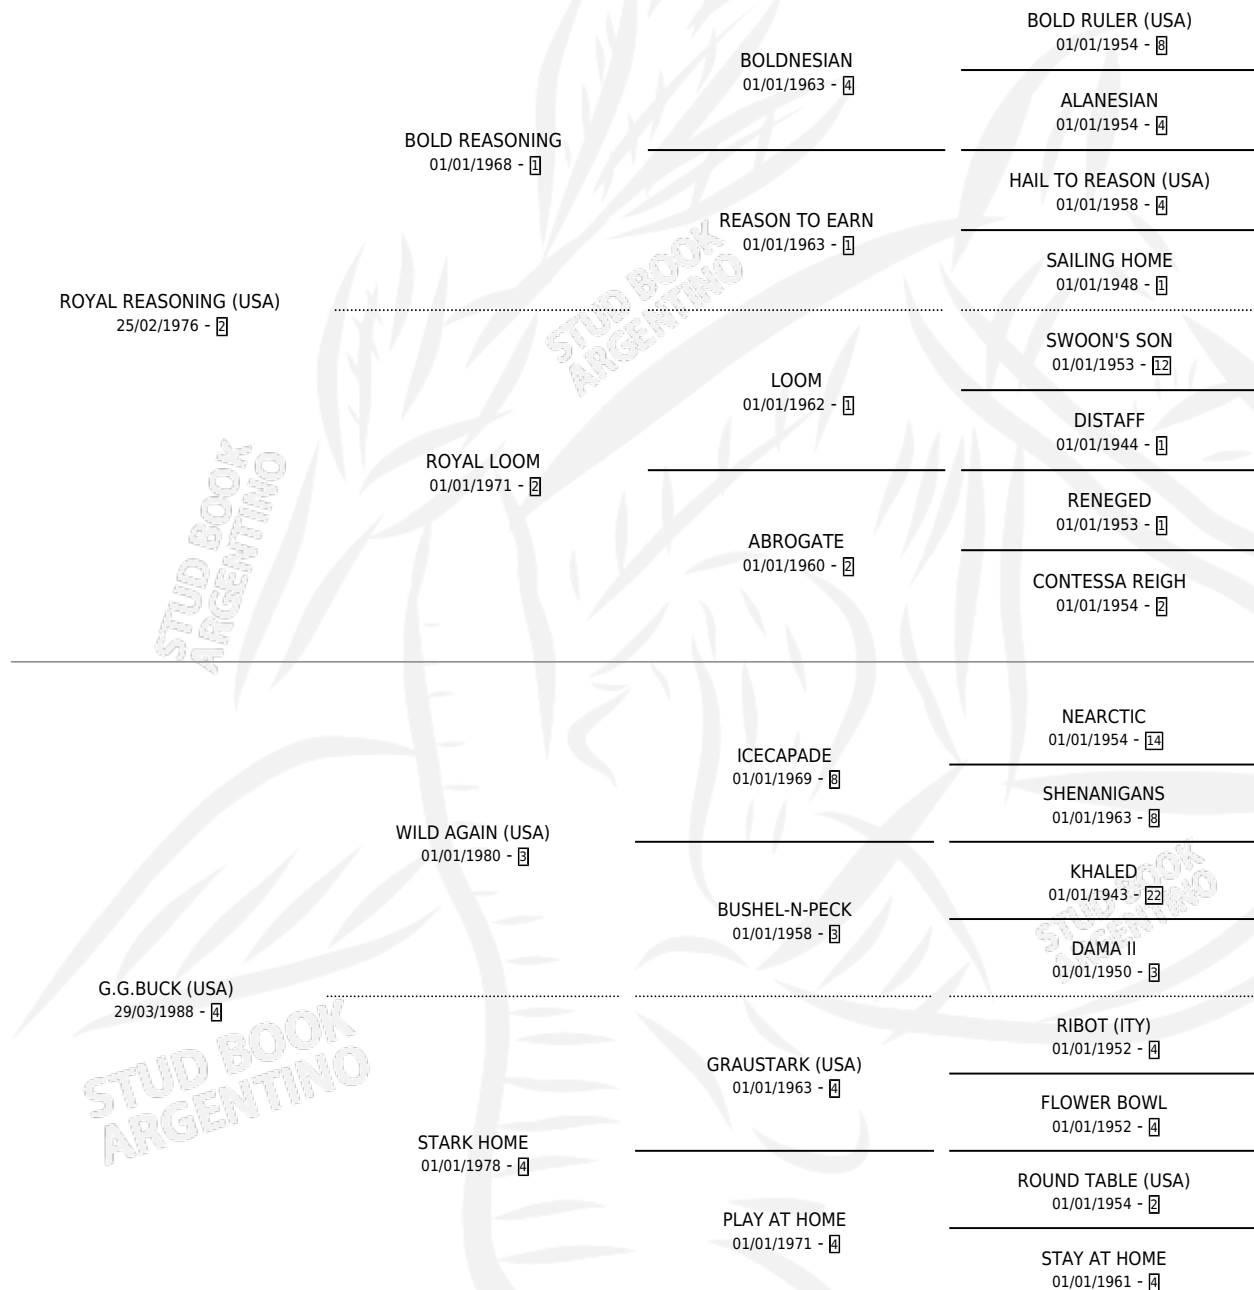 BOLD RULER (USA)
01/01/1954 - 8
BOLDNESIAN
01/01/1963 - 4
ALANESIAN
01/01/1954 - 4
BOLD REASONING
01/01/1968 - 1
HAIL TO REASON (USA)
01/01/1958 - 4
REASON TO EARN
01/01/1963 - 1
SAILING HOME
01/01/1948 - 1
ROYAL REASONING (USA)
25/02/1976 - 2
SWOON'S SON
01/01/1953 - 12
LOOM
01/01/1962 - 1
DISTAFF
01/01/1944 - 1
ROYAL LOOM
01/01/1971 - 2
RENEGED
01/01/1953 - 1
ABROGATE
01/01/1960 - 2
CONTESSA REIGH
01/01/1954 - 2
STUD BOOK
ARGENTINO
STUD BOOK
ARGENTINO
NEARCTIC
01/01/1954 - 14
ICECAPADE
01/01/1969 - 8
SHENANIGANS
01/01/1963 - 8
WILD AGAIN (USA)
01/01/1980 - 3
KHALED
01/01/1943 - 22
BUSHEL-N-PECK
01/01/1958 - 3
DAMA II
01/01/1950 - 3
STUD BOOK
ARGENTINO
G.G.BUCK (USA)
29/03/1988 - 4
RIBOT (ITY)
01/01/1952 - 4
GRAUSTARK (USA)
01/01/1963 - 4
FLOWER BOWL
01/01/1952 - 4
STARK HOME
01/01/1978 - 4
ROUND TABLE (USA)
01/01/1954 - 2
PLAY AT HOME
01/01/1971 - 4
STAY AT HOME
01/01/1961 - 4
STUD BOOK
ARGENTINO